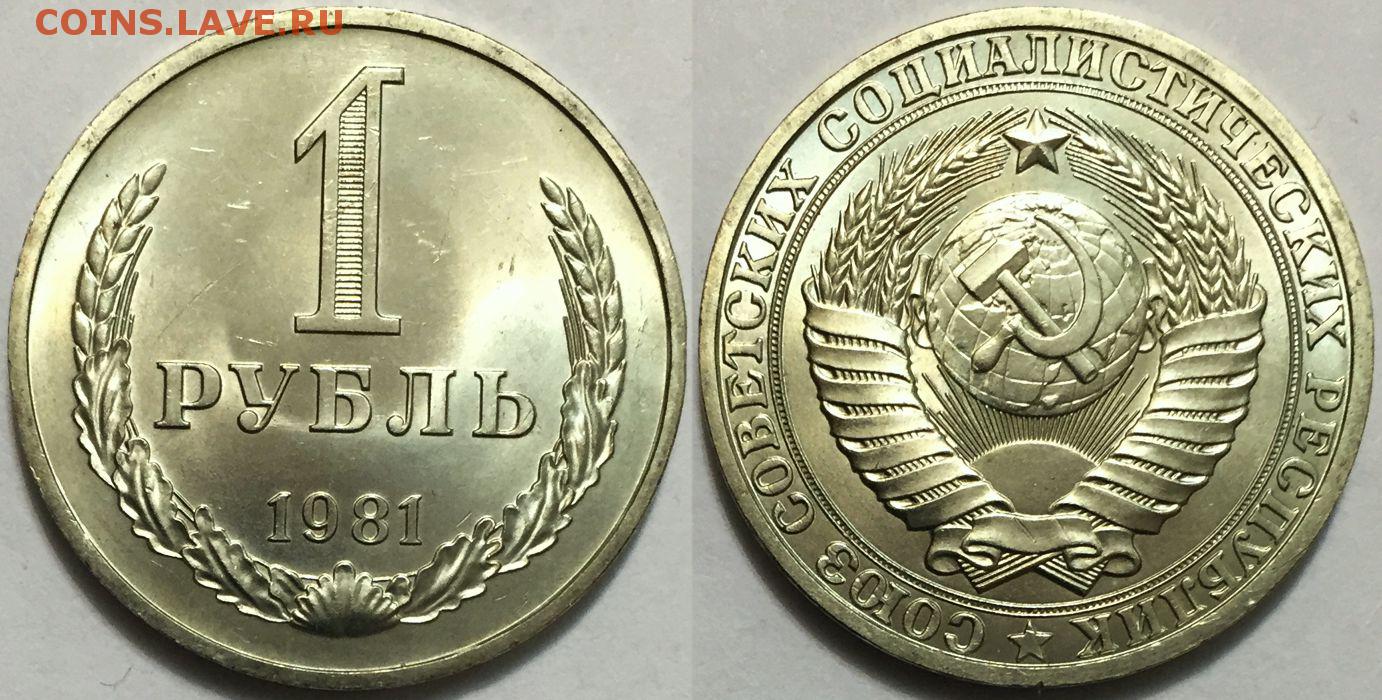 COINS.LAVE.RU
1
РУБЛЬ
1981
СОЮЗ СОВЕТСКИХ СОЦИАЛИСТИЧЕСКИХ РЕСПУБЛИК